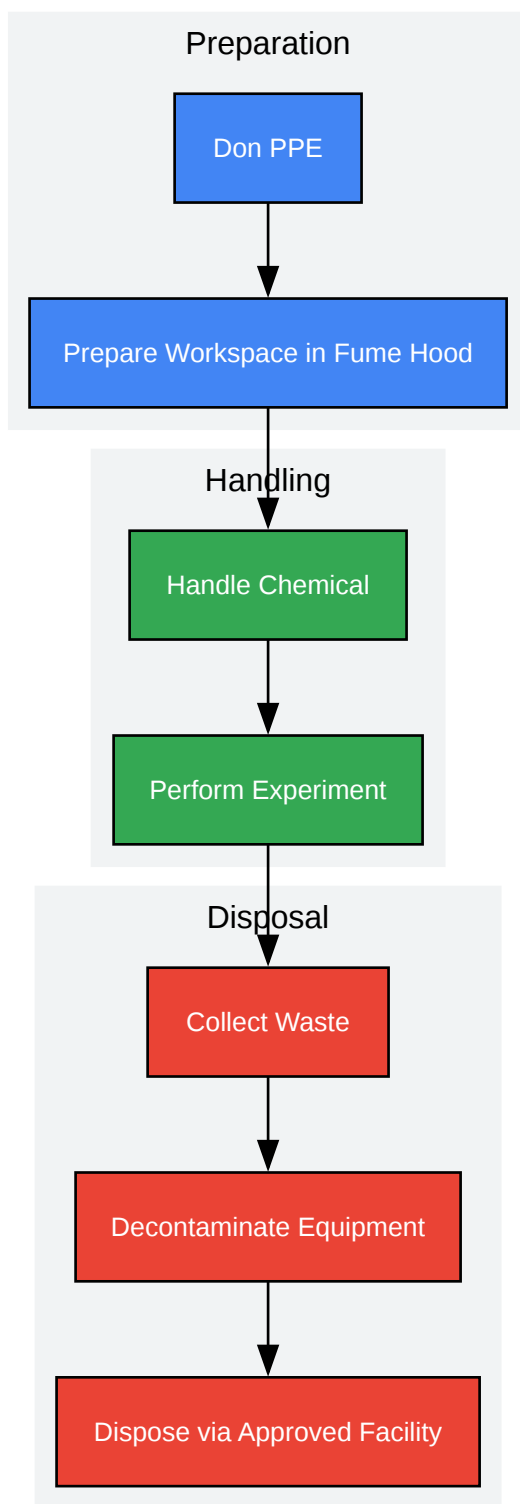 Preparation
Don PPE
Prepare Workspace in Fume Hood
Handling
Handle Chemical
Perform Experiment
Disposal
Collect Waste
Decontaminate Equipment
Dispose via Approved Facility